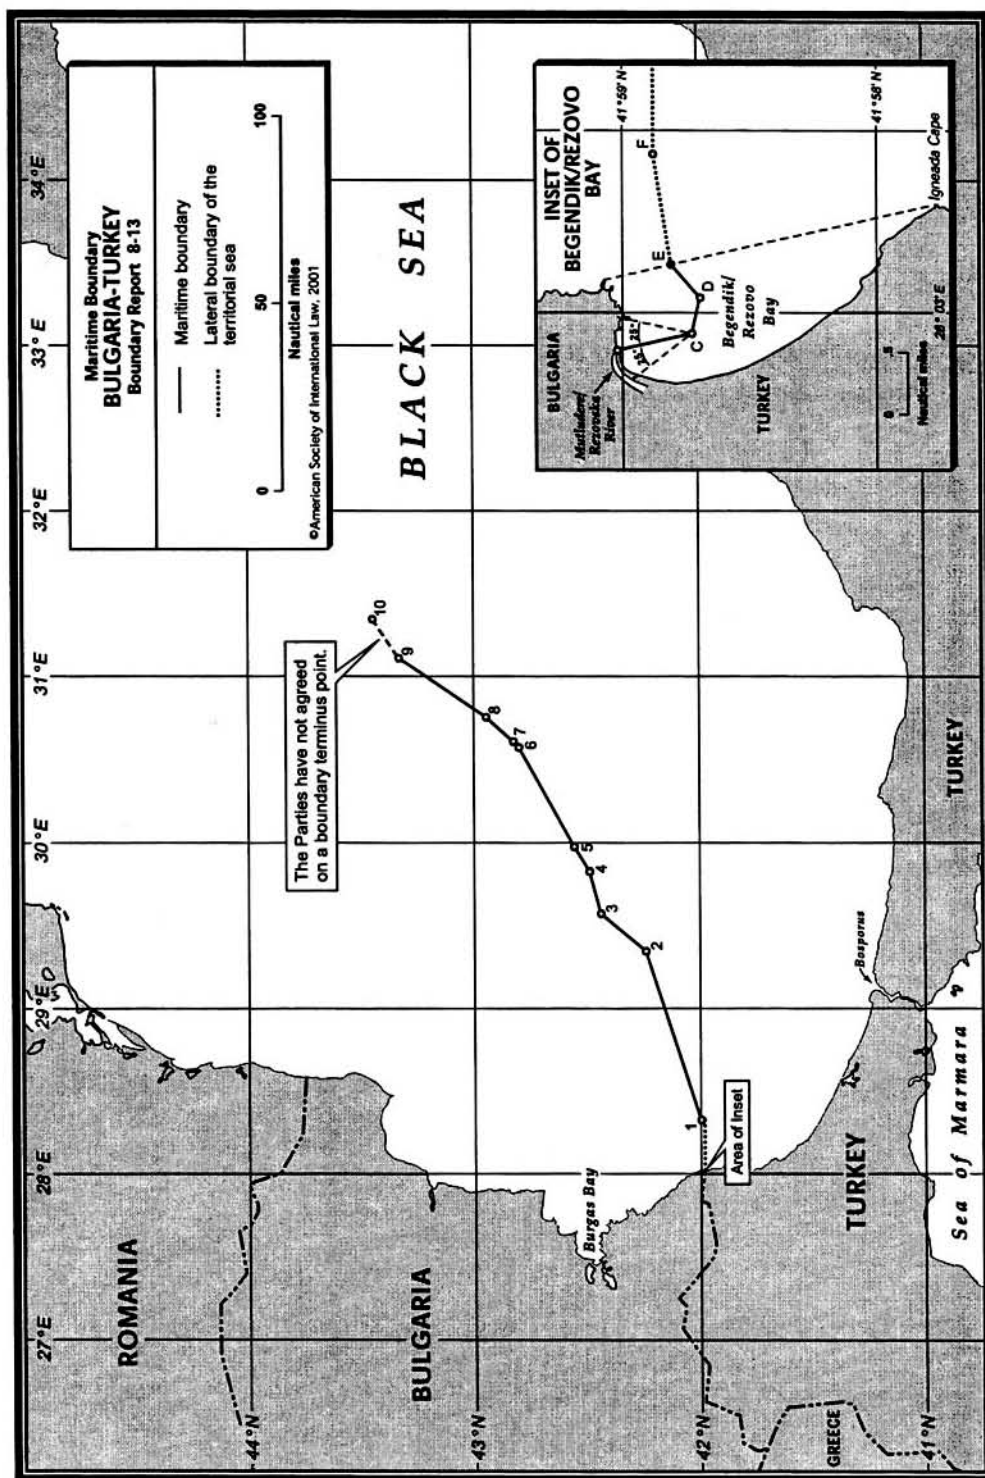 Maritime Boundary
BULGARIA-TURKEY
Boundary Report 8-13
Maritime boundary
Lateral boundary of the
territorial sea
Nautical miles
0 50 100
©American Society of International Law, 2001
27°E
28°E
29°E
30°E
31°E
32°E
33°E
34°E
44°N
43°N
42°N
41°N
ROMANIA
BULGARIA
Burgas Bay
BLACK SEA
The Parties have not agreed
on a boundary terminus point.
1
2
3
4
5
6
7
8
9
10
Area of Inset
Bosporus
TURKEY
TURKEY
GREECE
Sea of Marmara
INSET OF
BEGENDIK/REZOVO
BAY
BULGARIA
Mutludere/
Rezovska
River
25°
25°
C
D
E
F
41°59' N
41°58' N
Begendik/
Rezovo
Bay
TURKEY
Igneada Cape
28°03' E
0 .5
Nautical miles